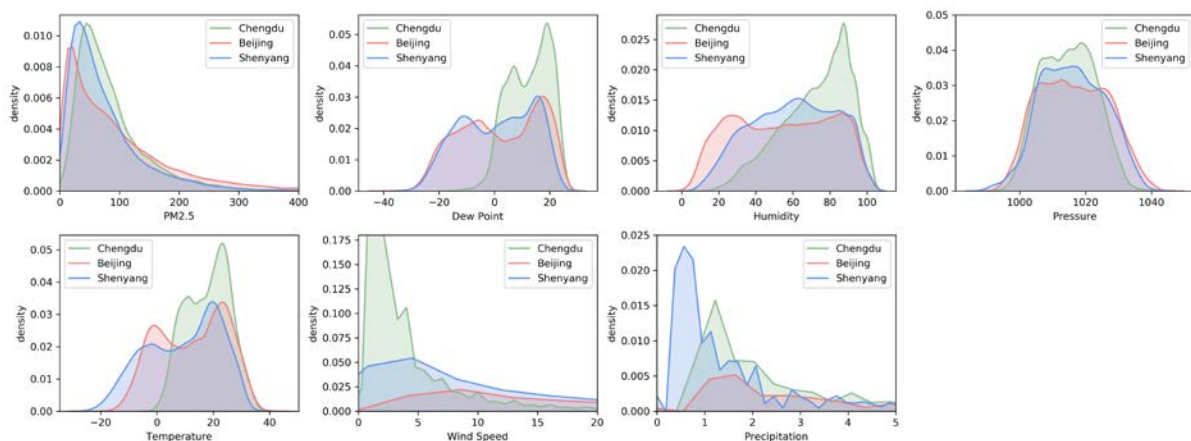 Chengdu
Beijing
Shenyang
0.010
0.008
0.006
0.004
0.002
0.000
density
0 100 200 300 400
PM2.5
Chengdu
Beijing
Shenyang
0.05
0.04
0.03
0.02
0.01
0.00
density
−40 −20 0 20
Dew Point
Chengdu
Beijing
Shenyang
0.025
0.020
0.015
0.010
0.005
0.000
density
0 20 40 60 80 100
Humidity
Chengdu
Beijing
Shenyang
0.05
0.04
0.03
0.02
0.01
0.00
density
1000 1020 1040
Pressure
Chengdu
Beijing
Shenyang
0.05
0.04
0.03
0.02
0.01
0.00
density
−20 0 20 40
Temperature
Chengdu
Beijing
Shenyang
0.175
0.150
0.125
0.100
0.075
0.050
0.025
0.000
density
0 5 10 15 20
Wind Speed
Chengdu
Beijing
Shenyang
0.025
0.020
0.015
0.010
0.005
0.000
density
0 1 2 3 4 5
Precipitation